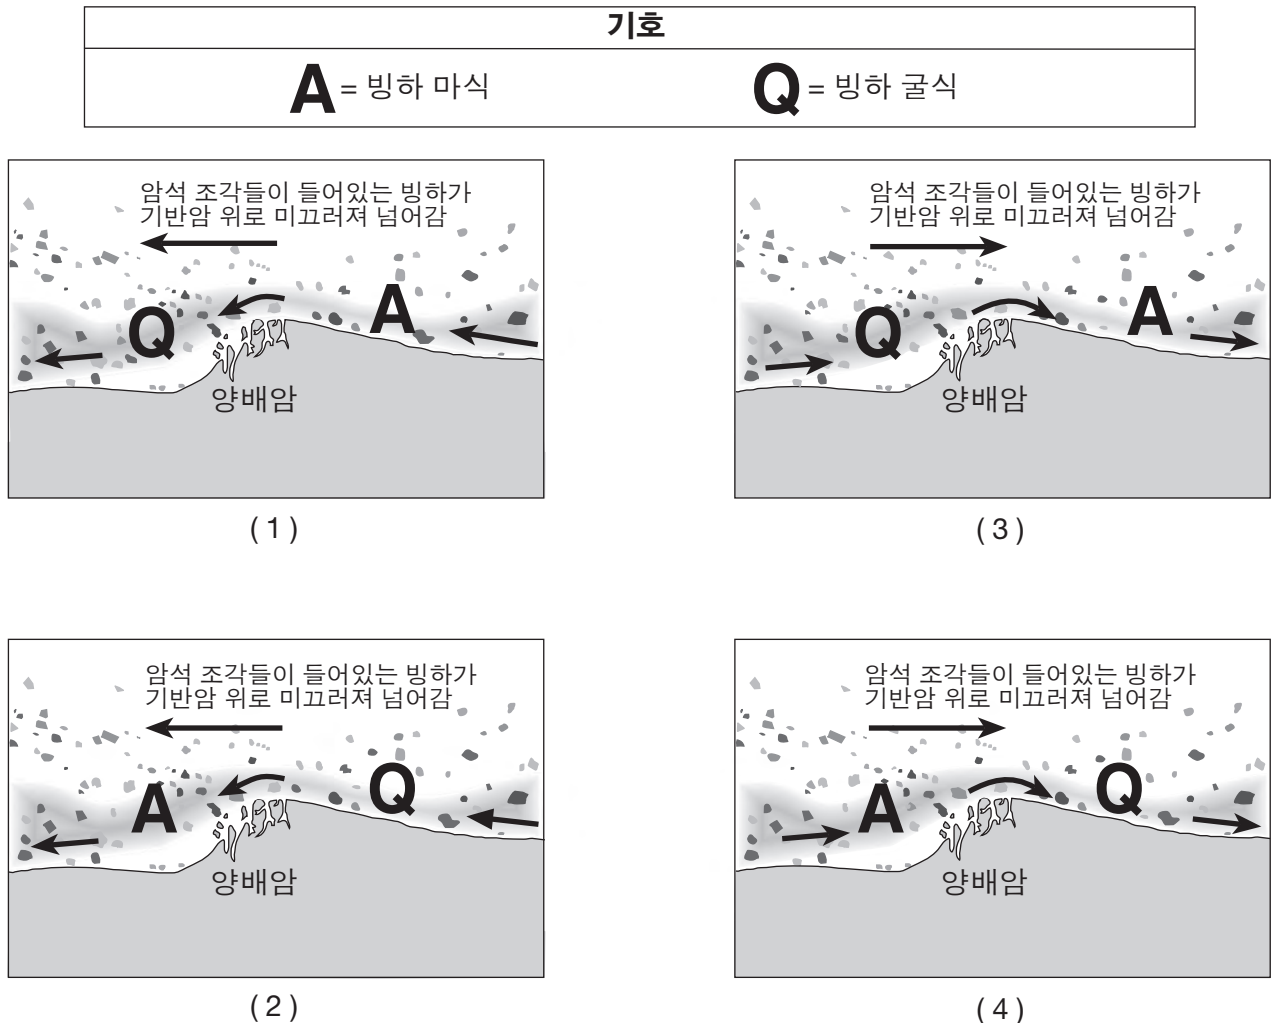 기호
A = 빙하 마식
Q = 빙하 굴식
암석 조각들이 들어있는 빙하가
기반암 위로 미끄러져 넘어감
Q
A
양배암
( 1 )
암석 조각들이 들어있는 빙하가
기반암 위로 미끄러져 넘어감
Q
A
양배암
( 3 )
암석 조각들이 들어있는 빙하가
기반암 위로 미끄러져 넘어감
A
Q
양배암
( 2 )
암석 조각들이 들어있는 빙하가
기반암 위로 미끄러져 넘어감
A
Q
양배암
( 4 )